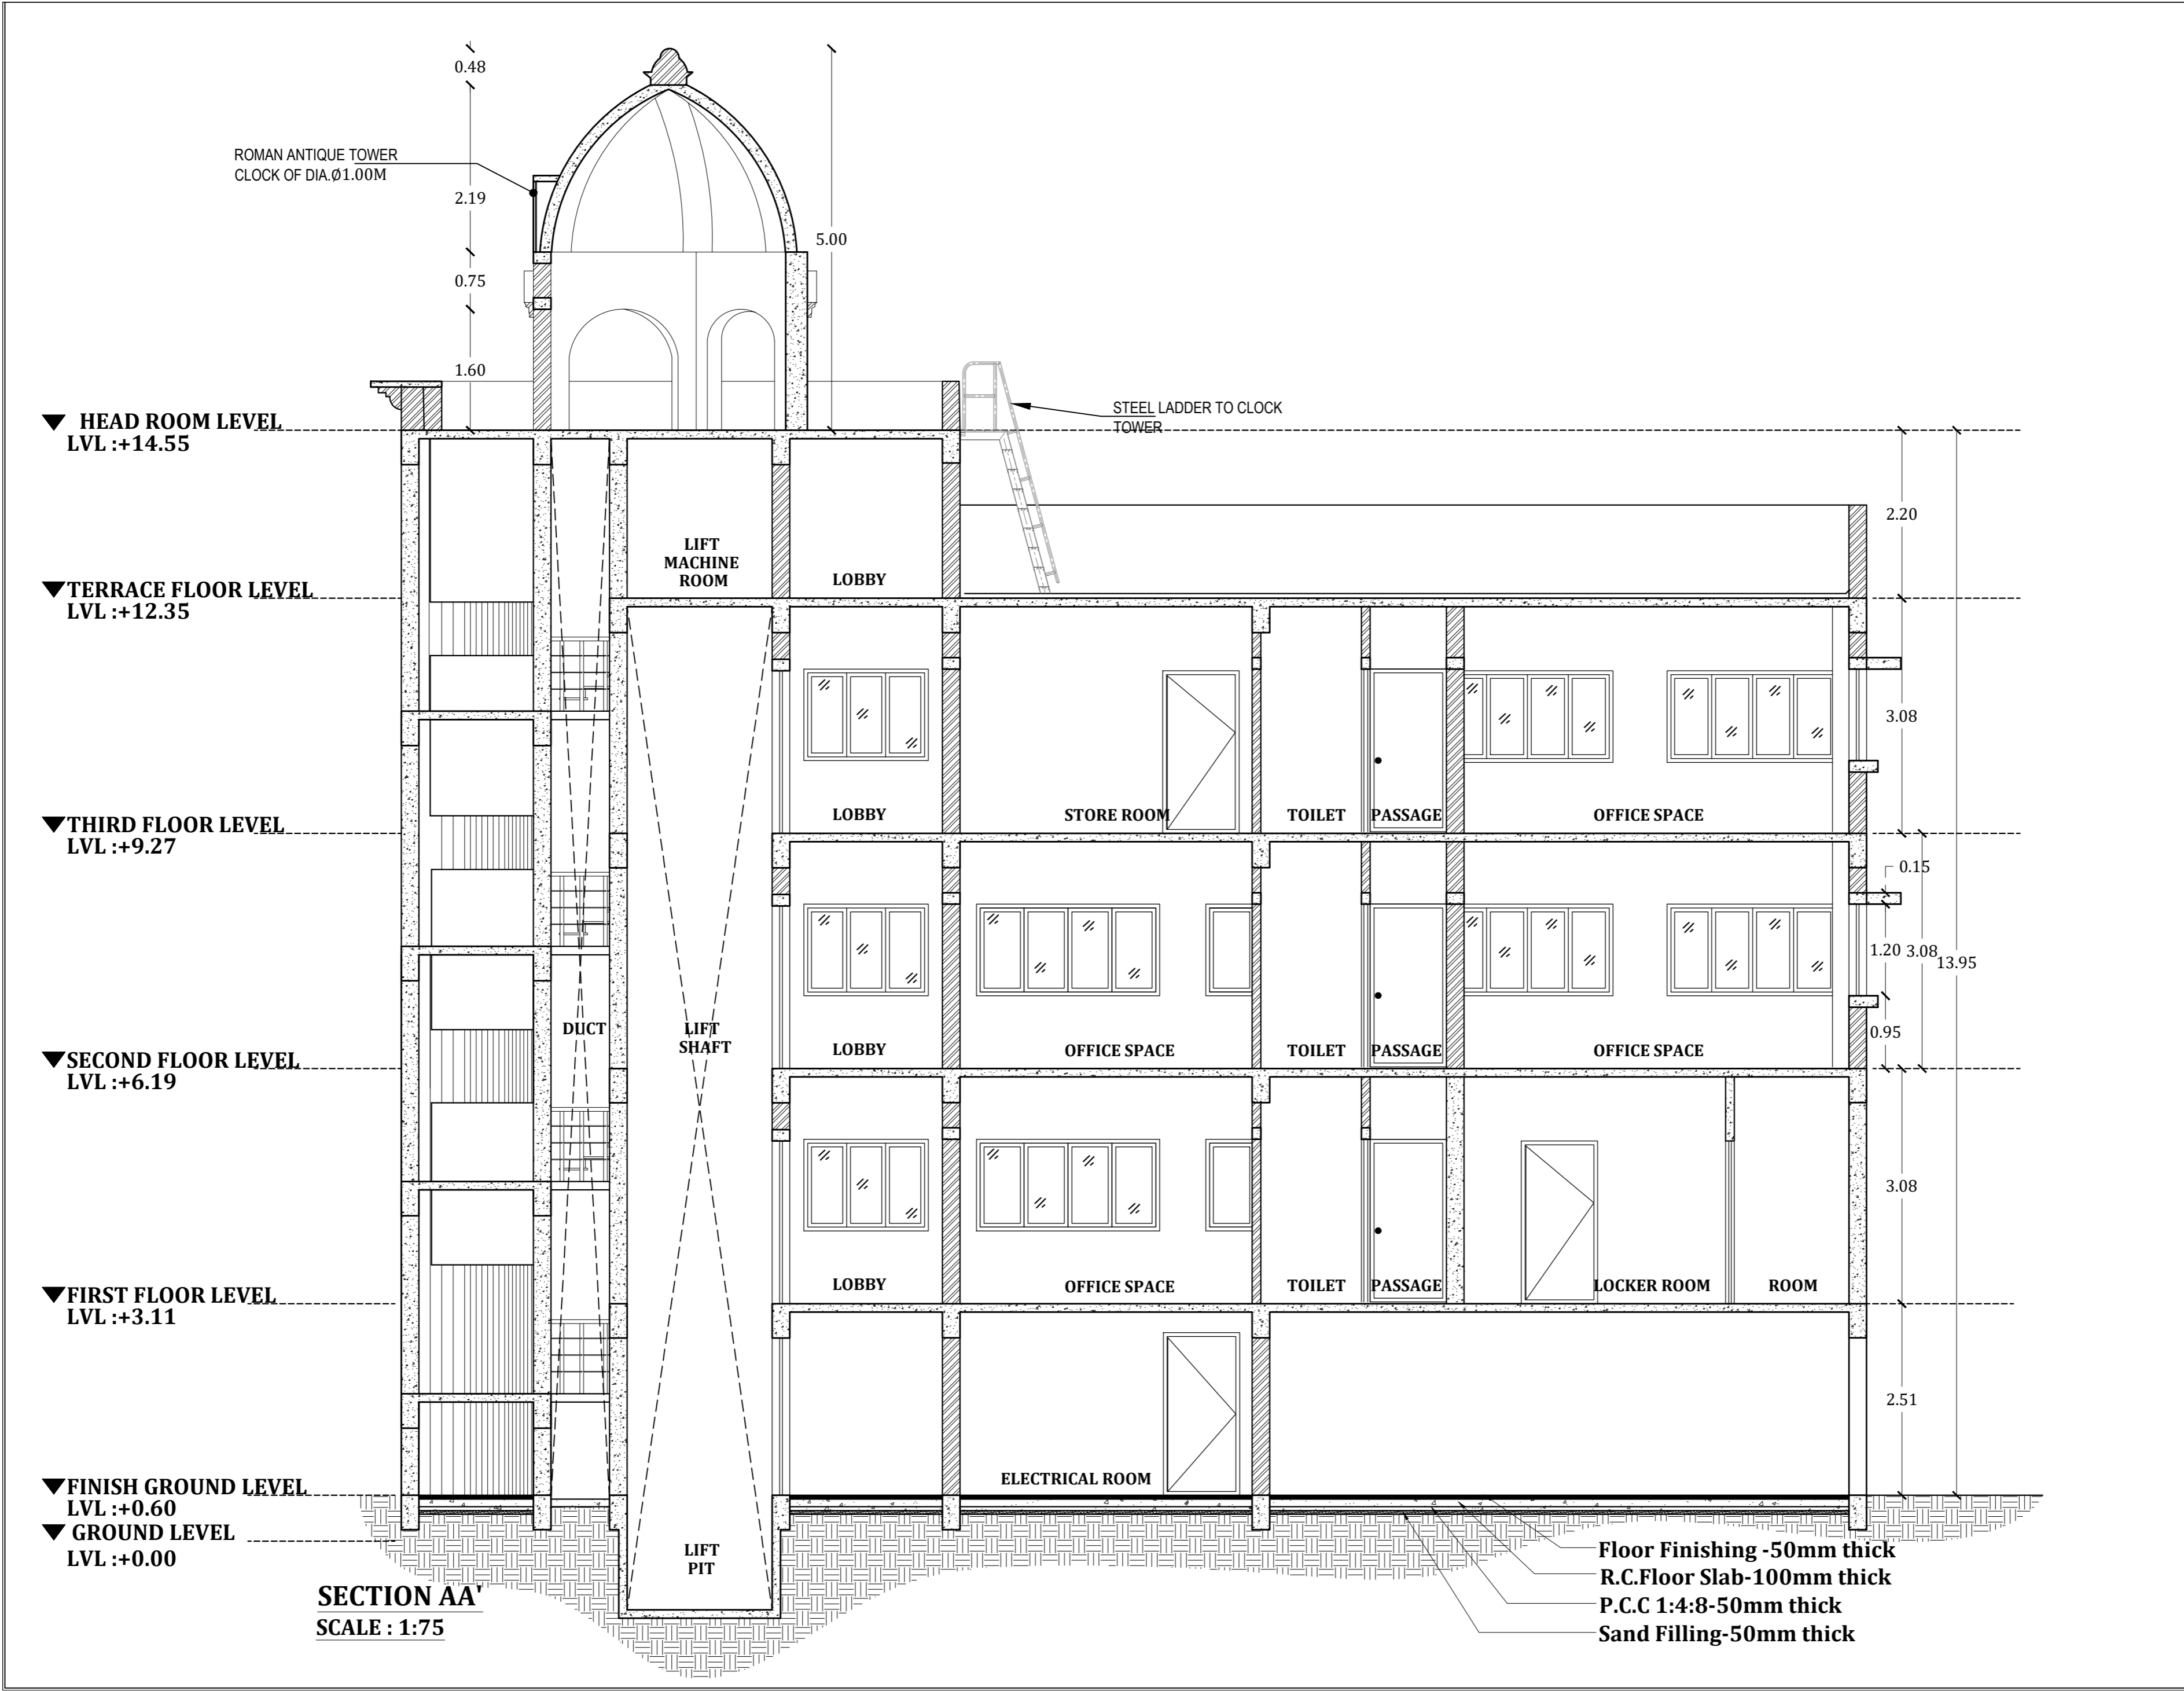 0.48
ROMAN ANTIQUE TOWER
CLOCK OF DIA.Ø1.00M
2.19
5.00
0.75
1.60
STEEL LADDER TO CLOCK
TOWER
HEAD ROOM LEVEL
LVL :+14.55
2.20
LIFT
MACHINE
ROOM
LOBBY
TERRACE FLOOR LEVEL
LVL :+12.35
3.08
LOBBY
STORE ROOM
TOILET
PASSAGE
OFFICE SPACE
THIRD FLOOR LEVEL
LVL :+9.27
0.15
1.20
3.08
13.95
DUCT
LIFT
SHAFT
LOBBY
OFFICE SPACE
TOILET
PASSAGE
OFFICE SPACE
0.95
SECOND FLOOR LEVEL
LVL :+6.19
3.08
LOBBY
OFFICE SPACE
TOILET
PASSAGE
LOCKER ROOM
ROOM
FIRST FLOOR LEVEL
LVL :+3.11
2.51
ELECTRICAL ROOM
FINISH GROUND LEVEL
LVL :+0.60
GROUND LEVEL
LVL :+0.00
LIFT
PIT
Floor Finishing -50mm thick
R.C.Floor Slab-100mm thick
P.C.C 1:4:8-50mm thick
Sand Filling-50mm thick
SECTION AA'
SCALE : 1:75